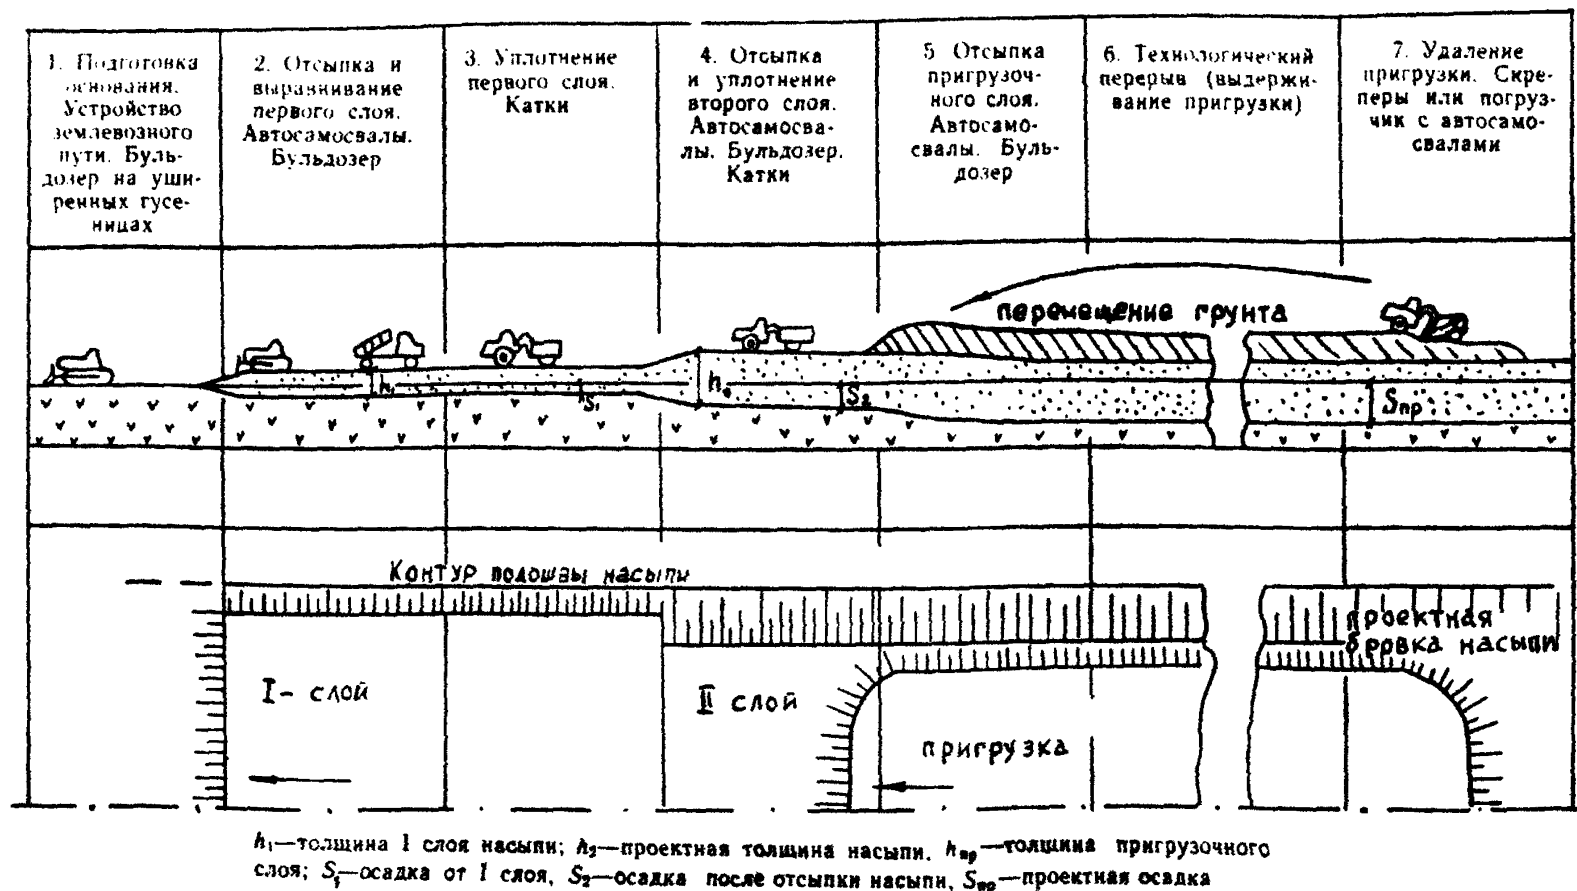 1. Подготовка
основания.
Устройство
землевозного
пути. Буль-
дозер на уши-
ренных гусе-
ницах
2. Отсыпка и
выравнивание
первого слоя.
Автосамосвалы.
Бульдозер
3. Уплотнение
первого слоя.
Катки
4. Отсыпка
и уплотнение
второго слоя.
Автосамосва-
лы. Бульдозер.
Катки
5 Отсыпка
пригрузоч-
ного слоя.
Автосамо-
свалы. Буль-
дозер
6. Технологический
перерыв (выдержи-
вание пригрузки)
7. Удаление
пригрузки. Скре-
перы или погруз-
чик с автосамо-
свалами
перемещение грунта
h₁
S₁
h₂
S₂
Sпр
Контур подошвы насыпи
проектная
бровка насыпи
I- слой
II слой
пригрузка
h₁—толщина 1 слоя насыпи; h₂—проектная толщина насыпи, hпр—толщина пригрузочного
слоя; S₁—осадка от 1 слоя, S₂—осадка после отсыпки насыпи, Sпр—проектная осадка